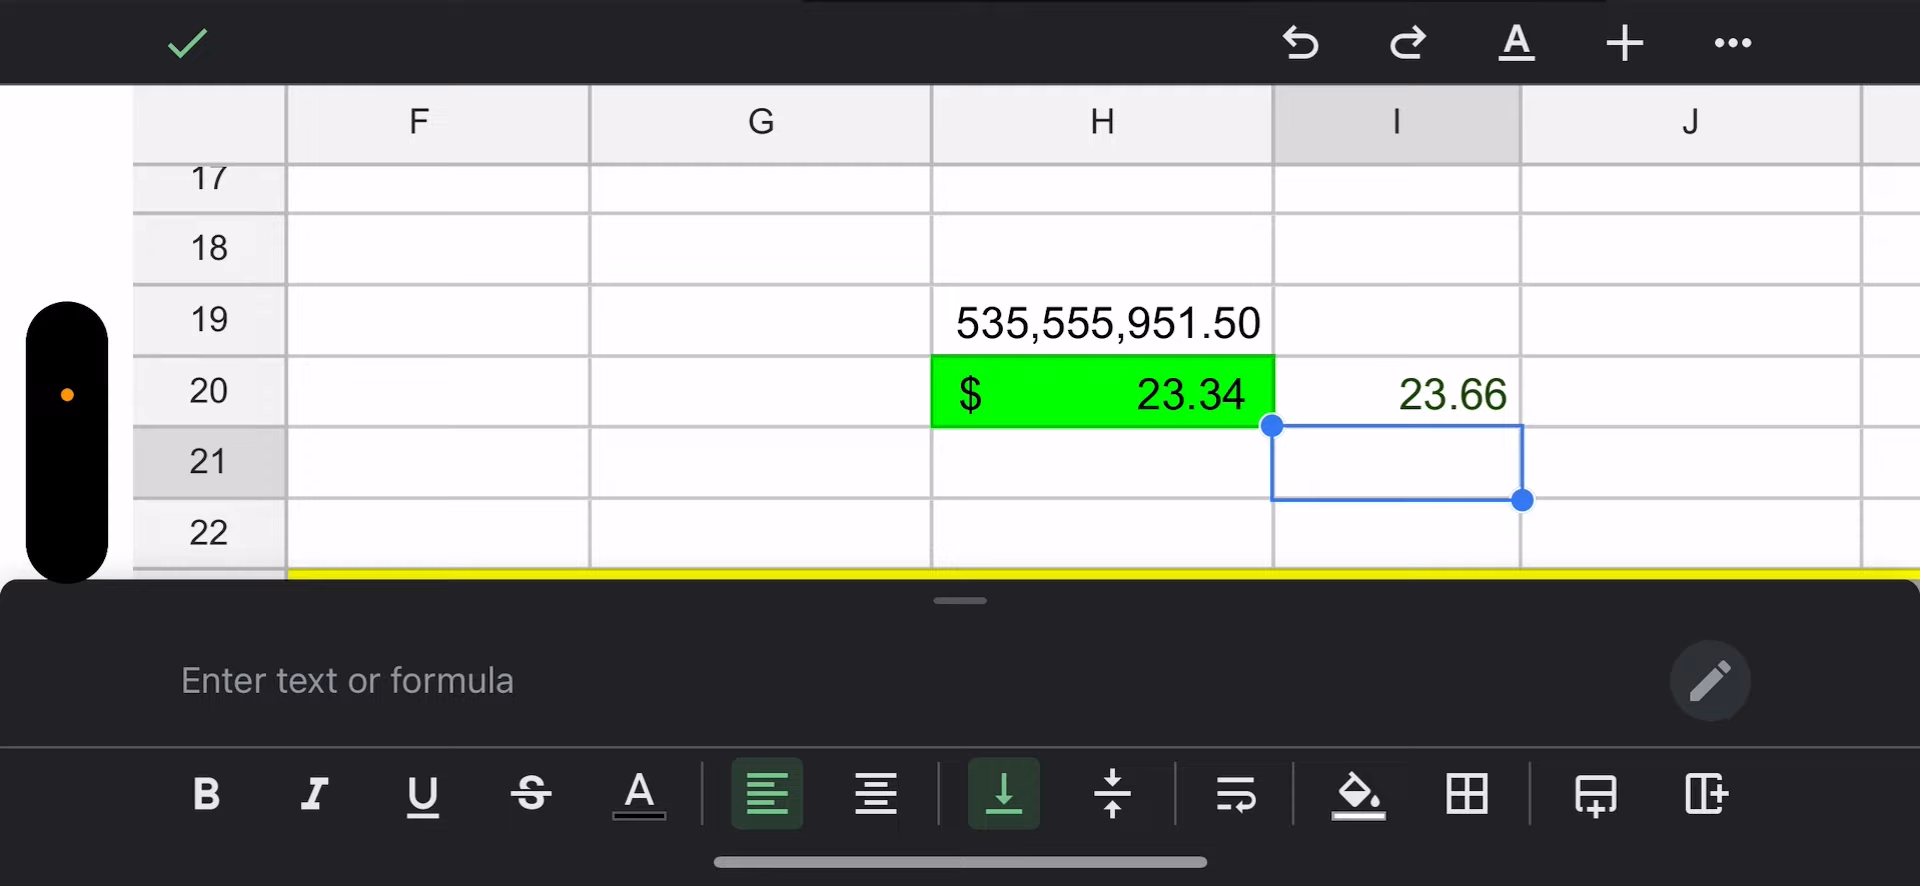 A
F G H I J
17
18
19 535,555,951.50
20 $ 23.34 23.66
21
22
Enter text or formula
B I U S A